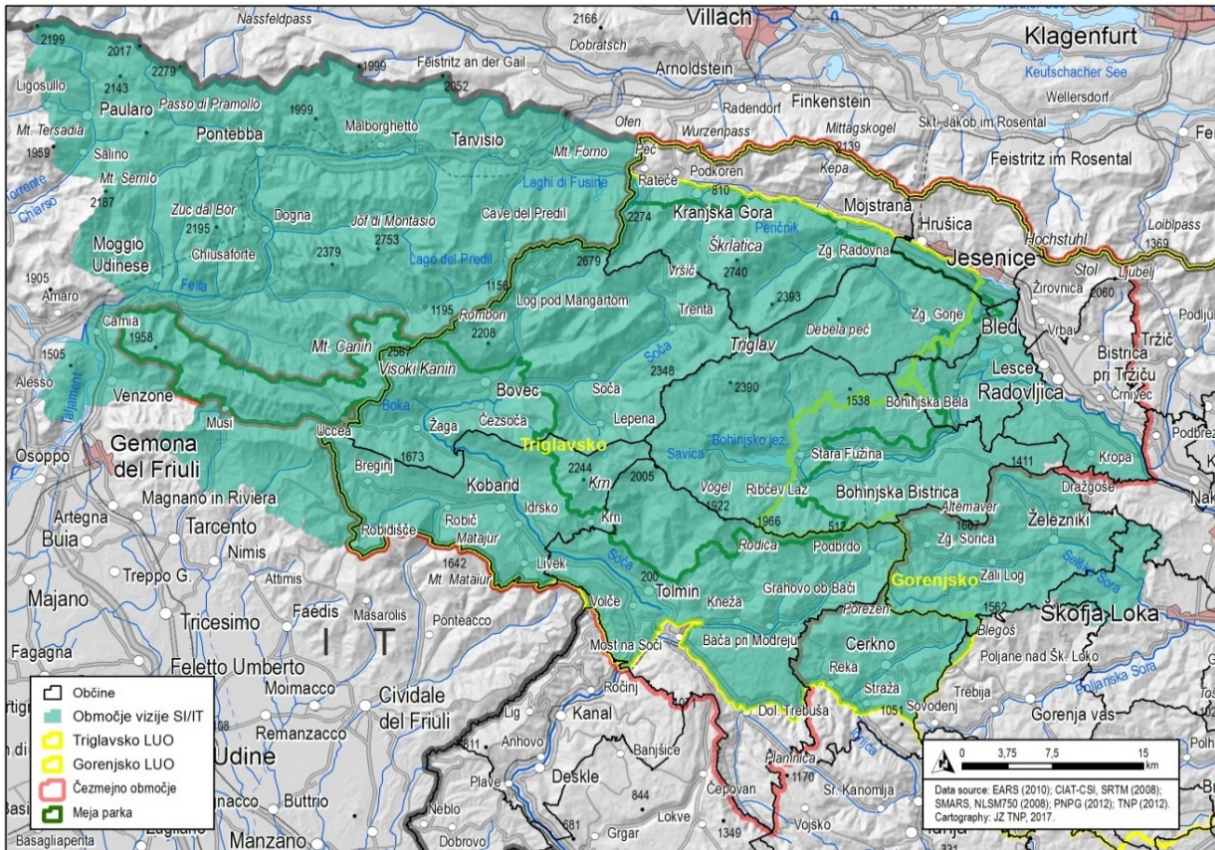 Nassfeldpass
2166
Villach
Klagenfurt
2199
2017
2279
1999
Dobratsch
Feistritz an der Gail
Arnoldstein
Keutschacher See
Ligosullo
2143
Passo di Pramollo
2052
Radendorf
Finkenstein
Wellersdorf
Paularo
1999
Malborghetto
Ofen
Wurzenpass
Mittagskogel
Skt. Jakob im Rosental
Mt. Tersadia
Pontebba
Tarvisio
2139
1959
Salino
Mt. Forno
Peč
Podkoren
Kepa
Feistritz im Rosental
Mt. Sernio
Laghi di Fusine
Rateče
810
Mojstrana
Chiarso
2187
Zuc dal Bôr
Dogna
Jôf di Montasio
Cave del Predil
2274
Kranjska Gora
Peričnik
Hrušica
Hochstuhl
Loiblpass
2195
2753
Škrlatica
Zg. Radovna
Jesenice
1369
Moggio
Udinese
Chiusaforte
2379
Lago del Predil
2679
Vršič
2740
Stol
Ljubelj
1905
Amaro
Fella
1195
1156
Log pod Mangartom
Trenta
2393
Žirovnica
2060
Rombon
2208
Debela peč
Zg. Gorje
Bled
Vrba
Tržič
Camia
1958
Mt. Canin
2587
Visoki Kanin
Soča
Triglav
Lesce
Bistrica
pri Tržiču
1505
Alesso
Bovec
2348
2390
1538
Radovljica
Venzone
Boka
Soča
Bohinjska Bela
Črnivec
Tagliament
Musi
Uccea
Žaga
Čezsoča
Lepena
Bohinjsko jez.
Osoppo
Gemona
del Friuli
Breginj
1673
Triglavsko
Savica
Stara Fužina
1411
Kropa
2244
2005
Krn
Vogel
1922
Ribčev Laz
Bohinjska Bistrica
Dražgoše
Nak
Magnano in Riviera
Kobarid
Idrsko
1966
512
Altemaver
Železniki
Artegna
Buia
Tarcento
Robidišče
Robič
Matajur
Krn
Rodica
Podbrdo
Zg. Sorica
Nimis
1642
Livek
Soča
Selška Sora
Treppo G.
Attimis
Mt. Mataiur
200
Tolmin
Grahovo ob Bači
Gorenjsko
Zali Log
Majano
Faédis
Masarolis
Volče
Kneža
Porezen
1562
Škofja Loka
Tricesimo
Ponteacco
Cerkno
Blegoš
I T
Most na Soči
Bača pri Modreju
Poljane nad Šk. Loko
Fagagna
Feletto Umberto
Reka
Poljanska Sora
Moimacco
Cividale
del Friuli
Ročinj
Straža
Trebija
Remanzacco
Lig
Kanal
Dol. Trebuša
1051
Sovodenj
Gorenja vas
Udine
Anhovo
Banjšice
Plave
Deskle
Planinica
1170
844
Čepovan
Sr. Kanomlja
Buttrio
Neblo
Lokve
Manzano
Dobrovo
681
Grgar
1349
Vojsko
Basagliapenta
Občine
Območje vizije SI/IT
Triglavsko LUO
Gorenjsko LUO
Čezmejno območje
Meja parka
0 3,75 7,5 15
km
Data source: EARS (2010); CIAT-CSI, SRTM (2008);
SMARS, NLSM750 (2008); PNPG (2012); TNP (2012).
Cartography: JZ TNP, 2017.